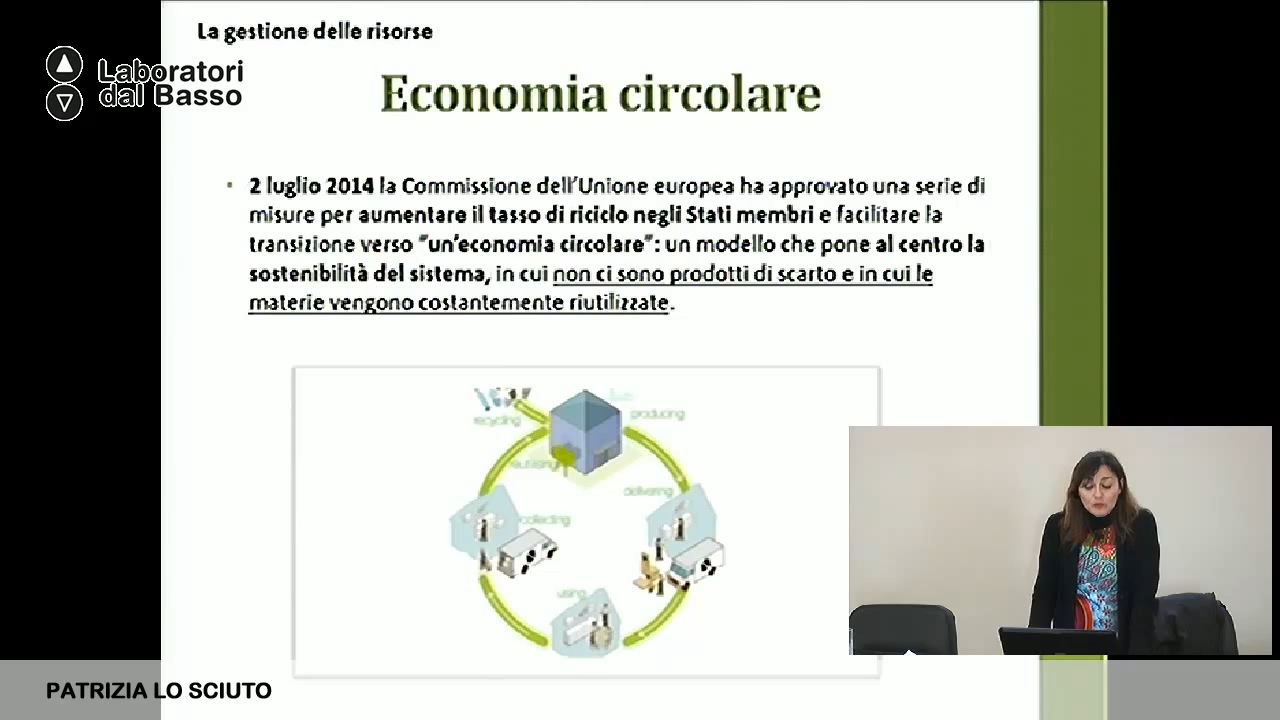 La gestione delle risorse
Laboratori
dal Basso
Economia circolare
• 2 luglio 2014 la Commissione dell'Unione europea ha approvato una serie di
misure per aumentare il tasso di riciclo negli Stati membri e facilitare la
transizione verso "un'economia circolare": un modello che pone al centro la
sostenibilità del sistema, in cui non ci sono prodotti di scarto e in cui le
materie vengono costantemente riutilizzate.
recycling
producing
delivering
collecting
using
PATRIZIA LO SCIUTO